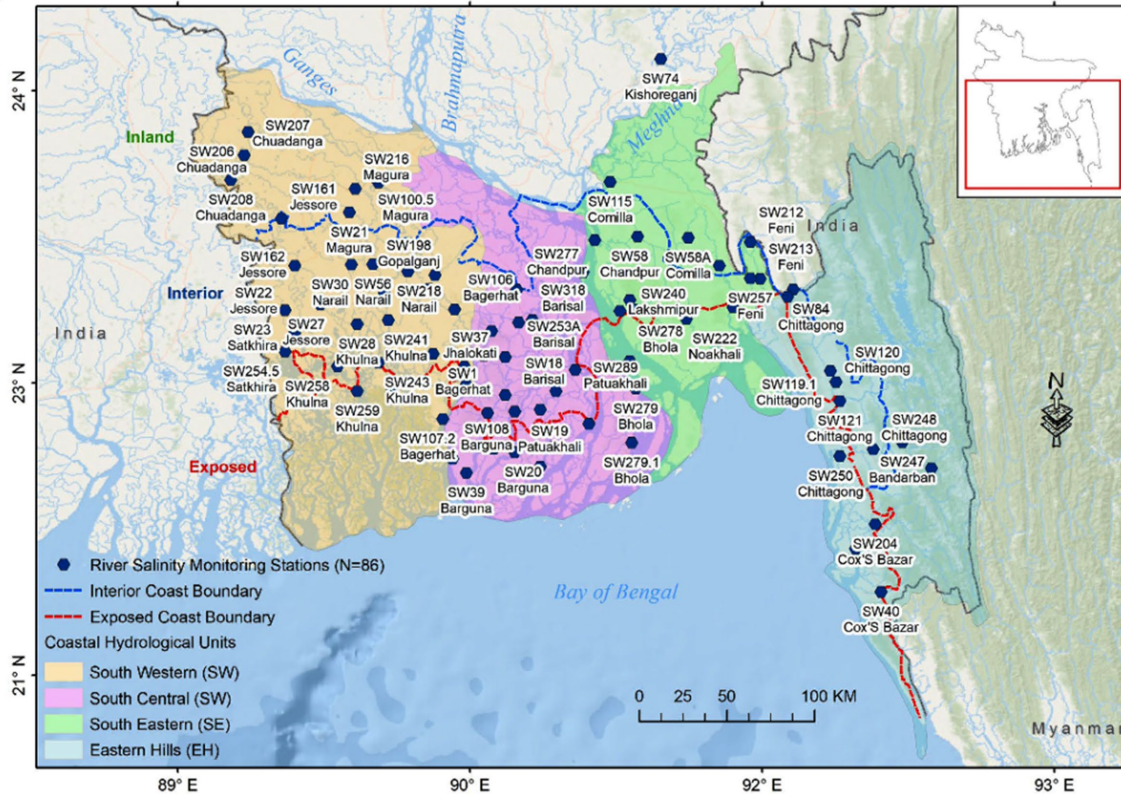 24° N
23° N
21° N
89° E
90° E
92° E
93° E
Ganges
Brahmaputra
Meghna
SW74
Kishoreganj
Inland
SW207
Chuadanga
SW206
Chuadanga
SW208
Chuadanga
SW216
Magura
SW161
Jessore
SW100.5
Magura
SW21
Magura
SW198
Gopalganj
SW115
Comilla
SW212
Feni
India
SW213
Feni
SW162
Jessore
SW30
Narail
SW56
Narail
SW218
Narail
SW106
Bagerhat
SW277
Chandpur
SW58
Chandpur
SW58A
Comilla
Interior
SW22
Jessore
SW318
Barisal
SW240
Lakshmipur
SW257
Feni
SW84
Chittagong
India
SW23
Satkhira
SW27
Jessore
SW28
Khulna
SW241
Khulna
SW37
Jhalokati
SW253A
Barisal
SW278
Bhola
SW222
Noakhali
SW120
Chittagong
SW254.5
Satkhira
SW258
Khulna
SW243
Khulna
SW1
Bagerhat
SW18
Barisal
SW289
Patuakhali
SW119.1
Chittagong
SW259
Khulna
SW279
Bhola
SW121
Chittagong
SW248
Chittagong
SW107.2
Bagerhat
SW108
Barguna
SW19
Patuakhali
SW279.1
Bhola
SW250
Chittagong
SW247
Bandarban
Exposed
SW39
Barguna
SW20
Barguna
SW204
Cox'S Bazar
SW40
Cox'S Bazar
Bay of Bengal
N
Myanmar
River Salinity Monitoring Stations (N=86)
Interior Coast Boundary
Exposed Coast Boundary
Coastal Hydrological Units
South Western (SW)
South Central (SW)
South Eastern (SE)
Eastern Hills (EH)
0 25 50 100 KM